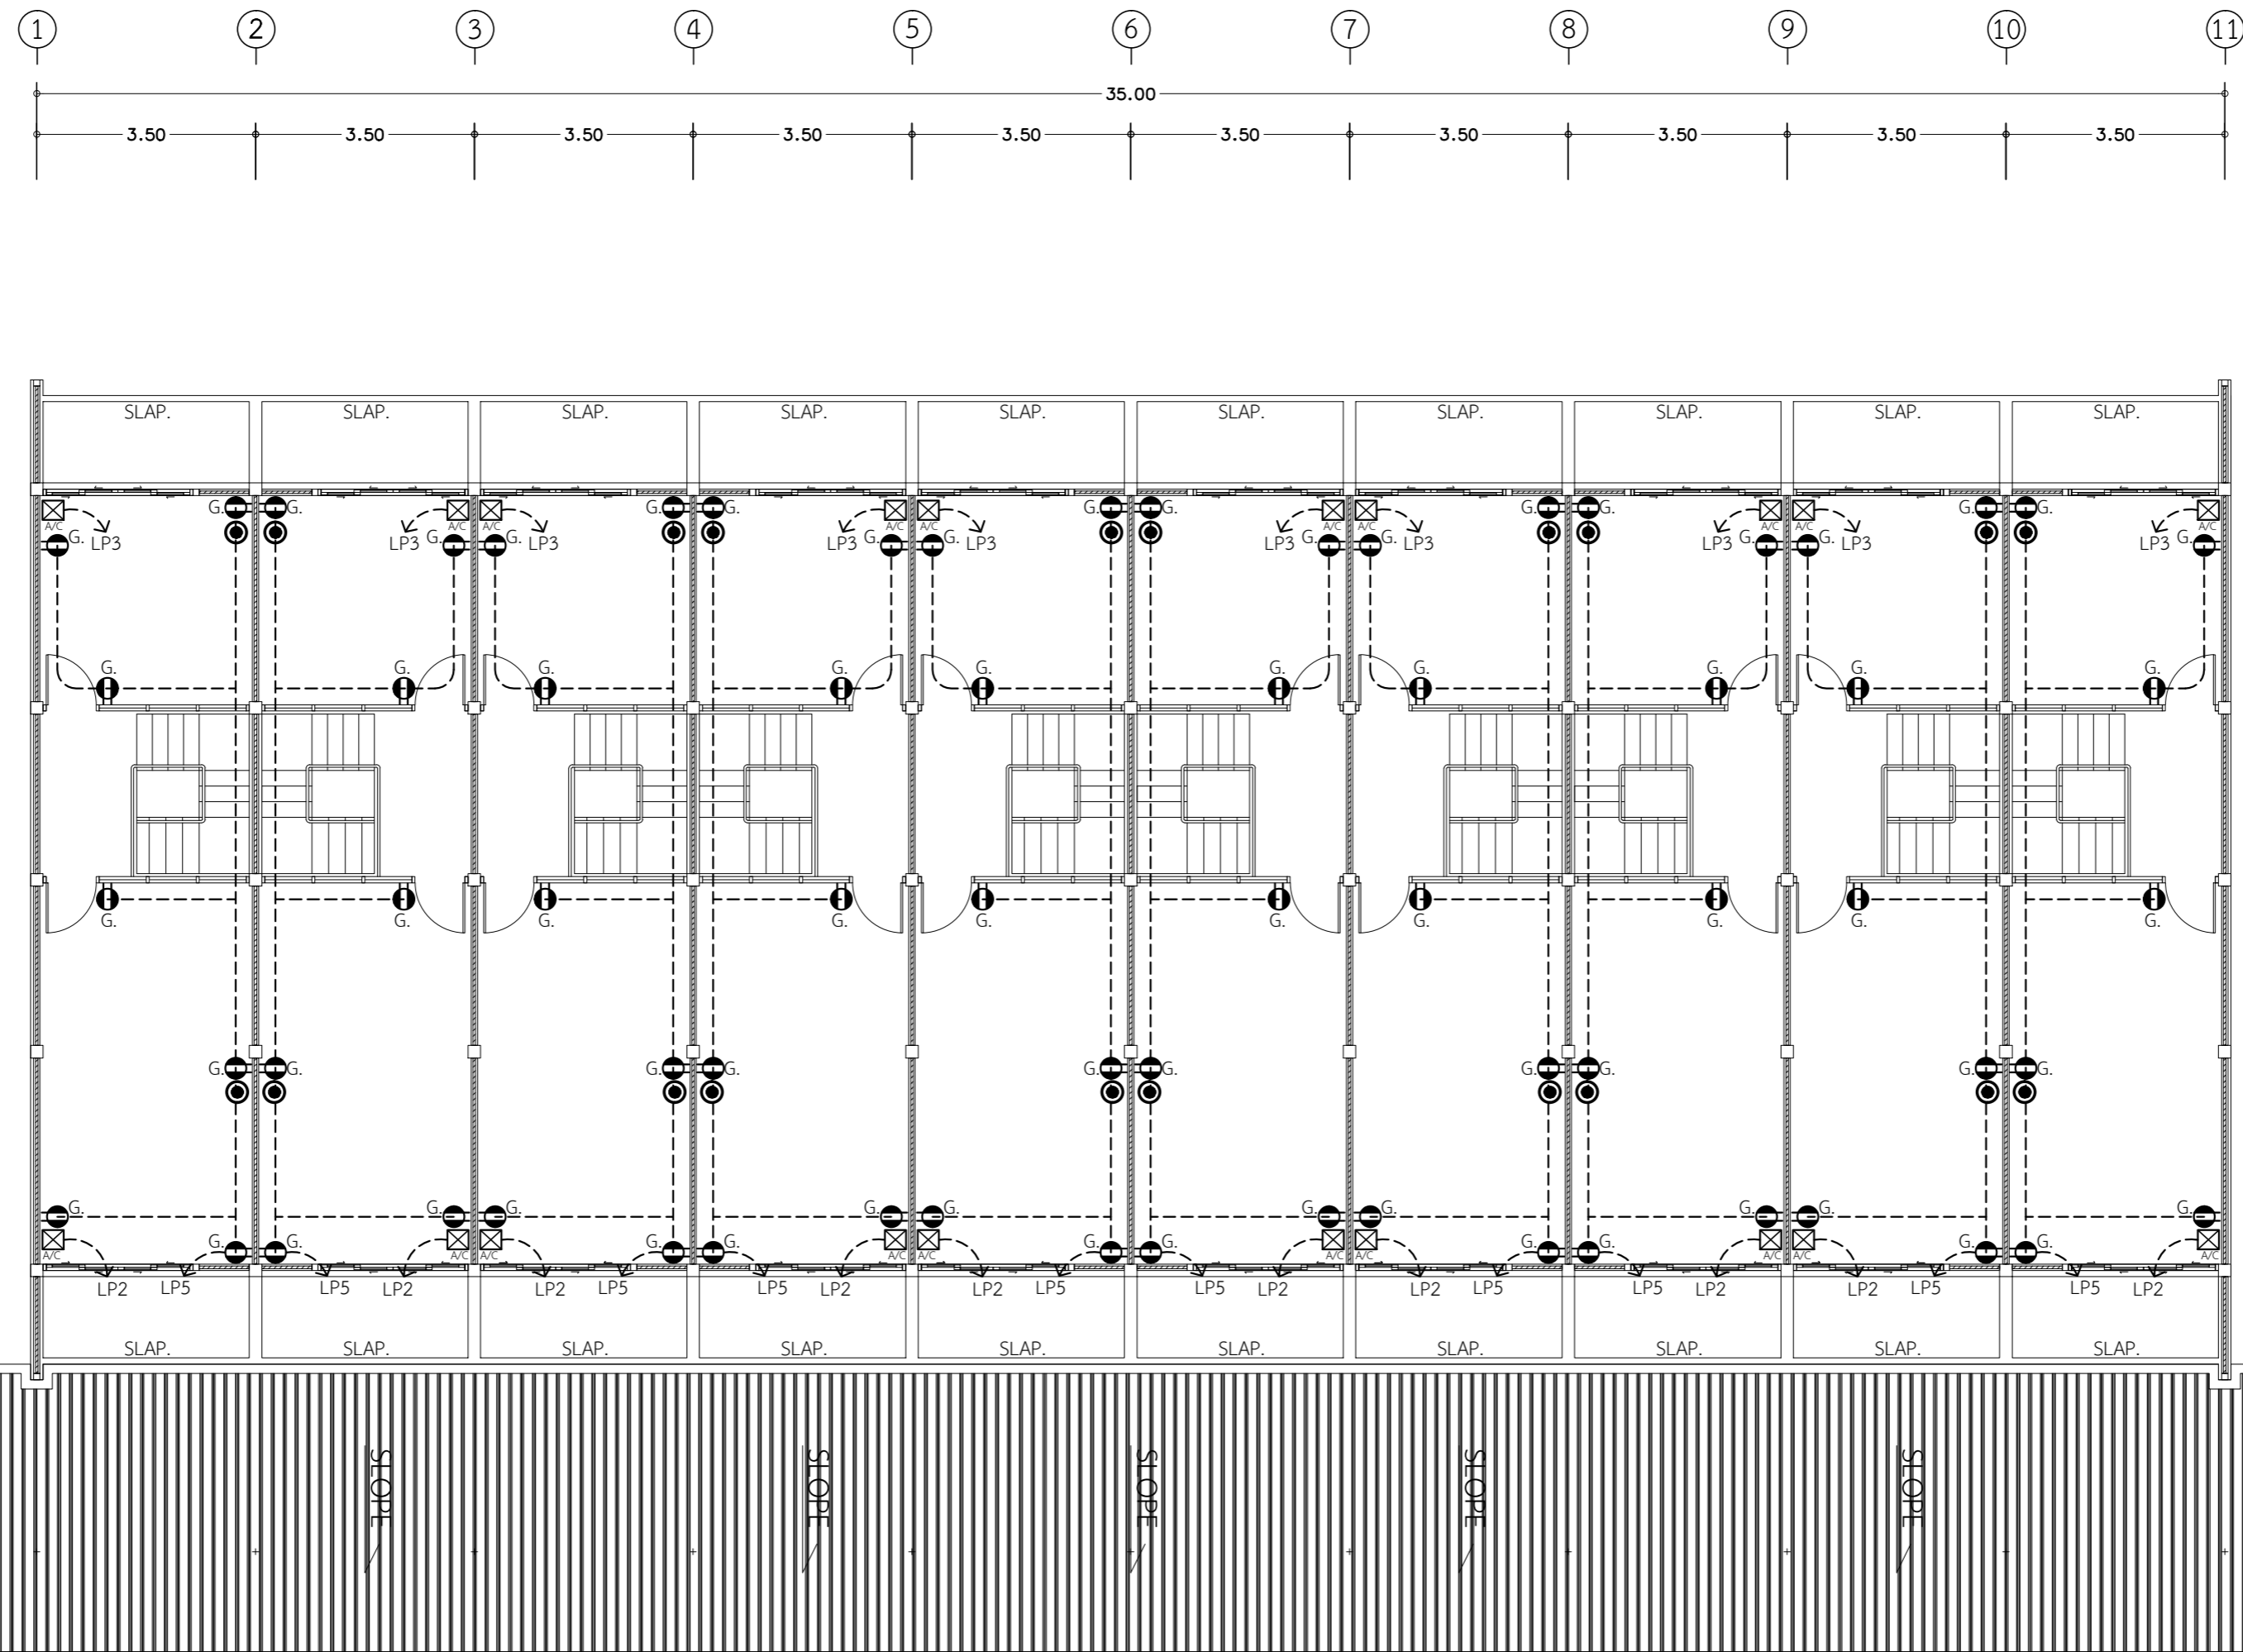 1 2 3 4 5 6 7 8 9 10 11
35.00
3.50 3.50 3.50 3.50 3.50 3.50 3.50 3.50 3.50 3.50
SLAP. SLAP. SLAP. SLAP. SLAP. SLAP. SLAP. SLAP. SLAP. SLAP.
G. G. G. G. G. G. G. G. G. G.
A/C A/C A/C A/C A/C A/C A/C A/C A/C A/C
G. G. G. G. G. G. G. G. G. G.
LP3 LP3 LP3 LP3 LP3 LP3 LP3 LP3 LP3 LP3
G. G. G. G. G. G. G. G. G. G.
G. G. G. G. G. G. G. G. G. G.
G. G. G. G. G. G. G. G. G. G.
G. G. G. G. G. G. G. G. G. G.
G. G. G. G. G. G. G. G. G. G.
A/C A/C A/C A/C A/C A/C A/C A/C A/C A/C
LP2 LP5 LP5 LP2 LP2 LP5 LP5 LP2 LP2 LP5 LP5 LP2 LP2 LP5 LP5 LP2 LP2 LP5 LP5 LP2
SLAP. SLAP. SLAP. SLAP. SLAP. SLAP. SLAP. SLAP. SLAP. SLAP.
SLOPE SLOPE SLOPE SLOPE SLOPE